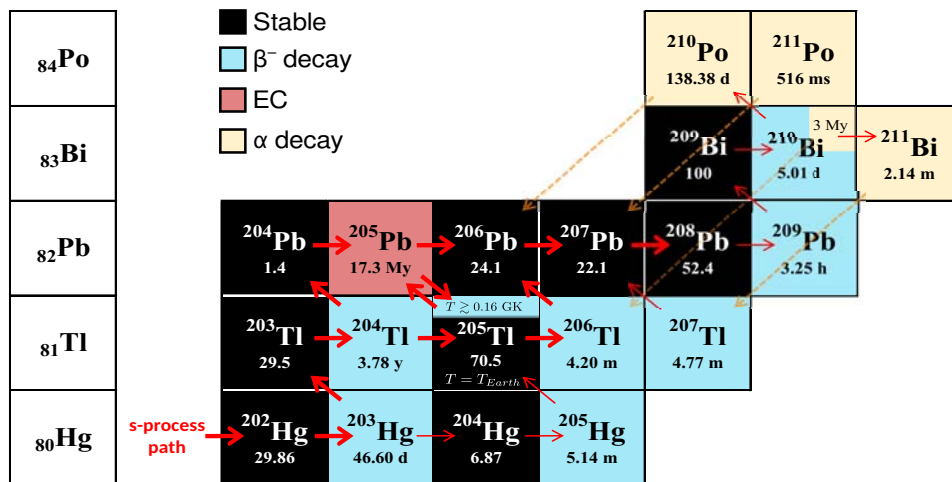 Stable
β⁻ decay
EC
α decay
₈₄Po
²¹⁰Po
138.38 d
²¹¹Po
516 ms
₈₃Bi
²⁰⁹Bi
100
²¹⁰Bi
5.01 d
3 My
²¹¹Bi
2.14 m
₈₂Pb
²⁰⁴Pb
1.4
²⁰⁵Pb
17.3 My
²⁰⁶Pb
24.1
²⁰⁷Pb
22.1
²⁰⁸Pb
52.4
²⁰⁹Pb
3.25 h
₈₁Tl
²⁰³Tl
29.5
²⁰⁴Tl
3.78 y
T ≳ 0.16 GK
²⁰⁵Tl
70.5
T = T_Earth
²⁰⁶Tl
4.20 m
²⁰⁷Tl
4.77 m
₈₀Hg
s-process
path
²⁰²Hg
29.86
²⁰³Hg
46.60 d
²⁰⁴Hg
6.87
²⁰⁵Hg
5.14 m